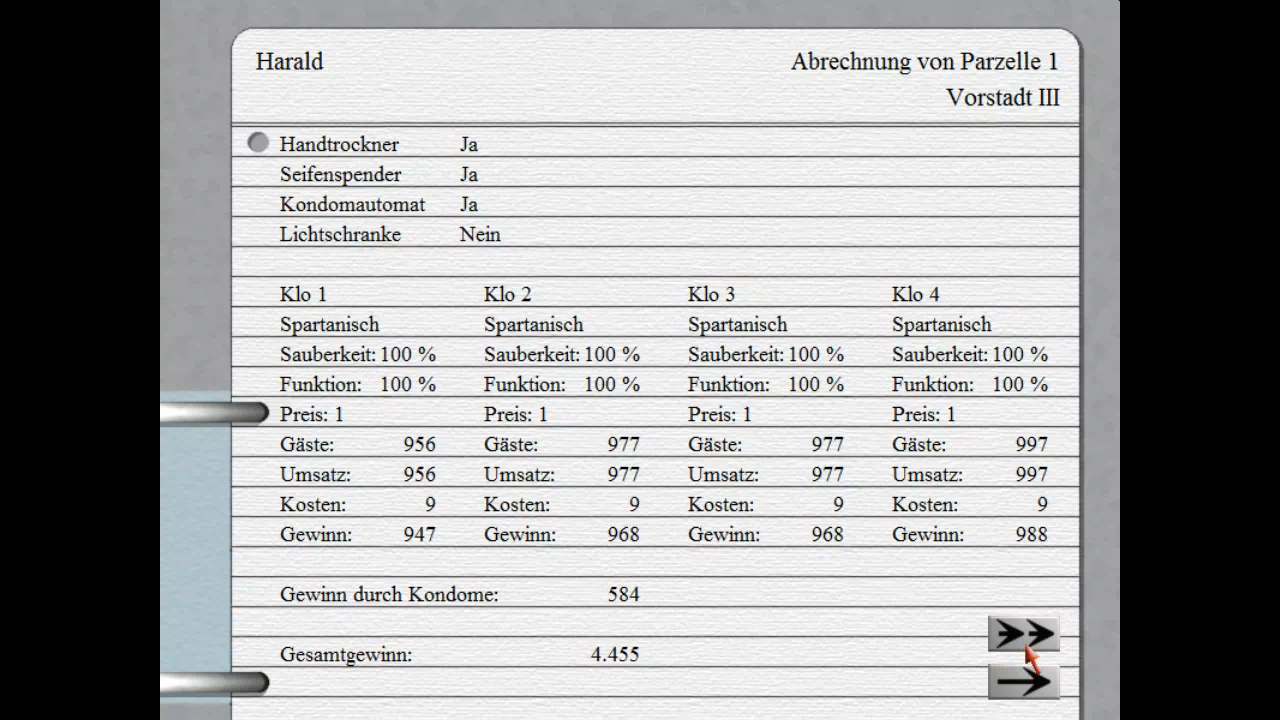 Harald Abrechnung von Parzelle 1
Vorstadt III
Handtrockner Ja
Seifenspender Ja
Kondomautomat Ja
Lichtschranke Nein
Klo 1 Klo 2 Klo 3 Klo 4
Spartanisch Spartanisch Spartanisch Spartanisch
Sauberkeit: 100 % Sauberkeit: 100 % Sauberkeit: 100 % Sauberkeit: 100 %
Funktion: 100 % Funktion: 100 % Funktion: 100 % Funktion: 100 %
Preis: 1 Preis: 1 Preis: 1 Preis: 1
Gäste: 956 Gäste: 977 Gäste: 977 Gäste: 997
Umsatz: 956 Umsatz: 977 Umsatz: 977 Umsatz: 997
Kosten: 9 Kosten: 9 Kosten: 9 Kosten: 9
Gewinn: 947 Gewinn: 968 Gewinn: 968 Gewinn: 988
Gewinn durch Kondome: 584
Gesamtgewinn: 4.455